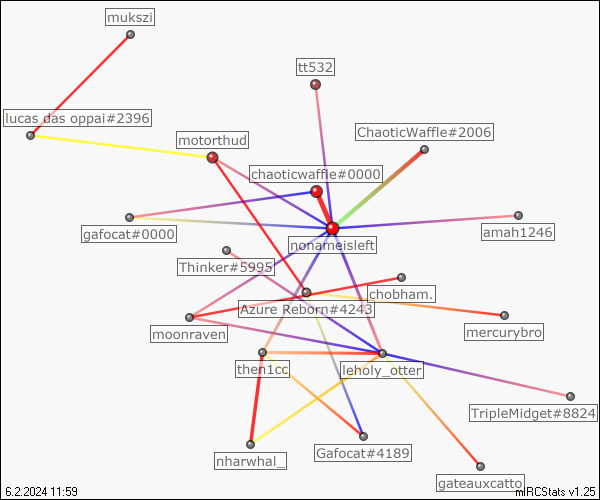 mukszi
tt532
lucas das oppai#2396
ChaoticWaffle#2006
motorthud
chaoticwaffle#0000
gafocat#0000
amah1246
nonameisleft
Thinker#5995
chobham.
Azure Reborn#4243
moonraven
mercurybro
then1cc
leholy_otter
TripleMidget#8824
Gafocat#4189
nharwhal_
gateauxcatto
6.2.2024 11:59
mIRCStats v1.25